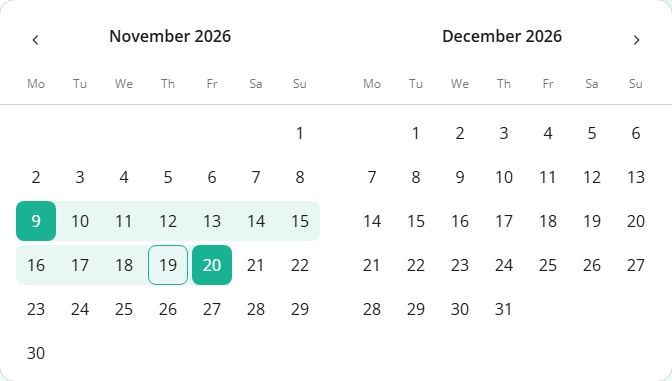 November 2026
Mo Tu We Th Fr Sa Su
1
2 3 4 5 6 7 8
9 10 11 12 13 14 15
16 17 18 19 20 21 22
23 24 25 26 27 28 29
30
December 2026
Mo Tu We Th Fr Sa Su
1 2 3 4 5 6
7 8 9 10 11 12 13
14 15 16 17 18 19 20
21 22 23 24 25 26 27
28 29 30 31